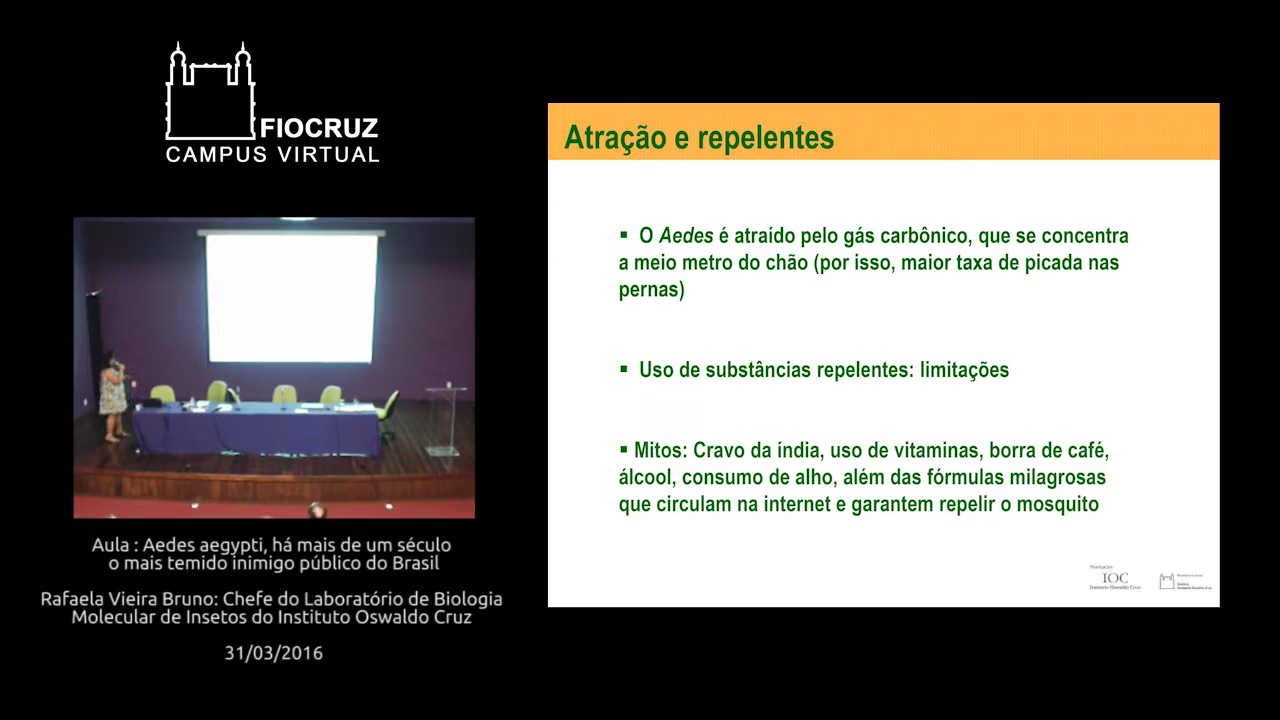 FIOCRUZ
CAMPUS VIRTUAL
Aula : Aedes aegypti, há mais de um século
o mais temido inimigo público do Brasil
Rafaela Vieira Bruno: Chefe do Laboratório de Biologia
Molecular de Insetos do Instituto Oswaldo Cruz
31/03/2016
Atração e repelentes
▪ O Aedes é atraído pelo gás carbônico, que se concentra
a meio metro do chão (por isso, maior taxa de picada nas
pernas)
▪ Uso de substâncias repelentes: limitações
▪ Mitos: Cravo da índia, uso de vitaminas, borra de café,
álcool, consumo de alho, além das fórmulas milagrosas
que circulam na internet e garantem repelir o mosquito
IOC
Instituto Oswaldo Cruz